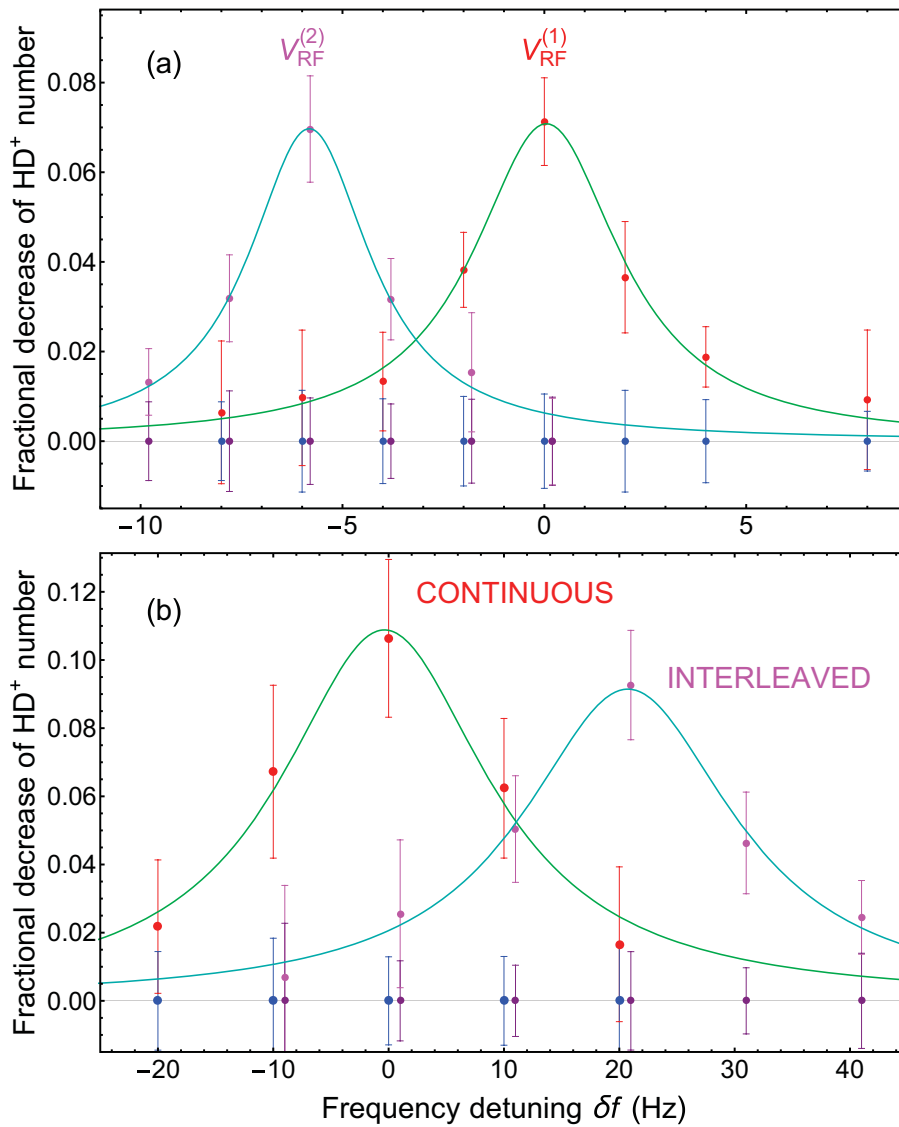 Fractional decrease of HD⁺ number
(a)
V_RF^(2)
V_RF^(1)
0.08
0.06
0.04
0.02
0.00
−10 −5 0 5
Fractional decrease of HD⁺ number
(b)
CONTINUOUS
INTERLEAVED
0.12
0.10
0.08
0.06
0.04
0.02
0.00
−20 −10 0 10 20 30 40
Frequency detuning δf (Hz)